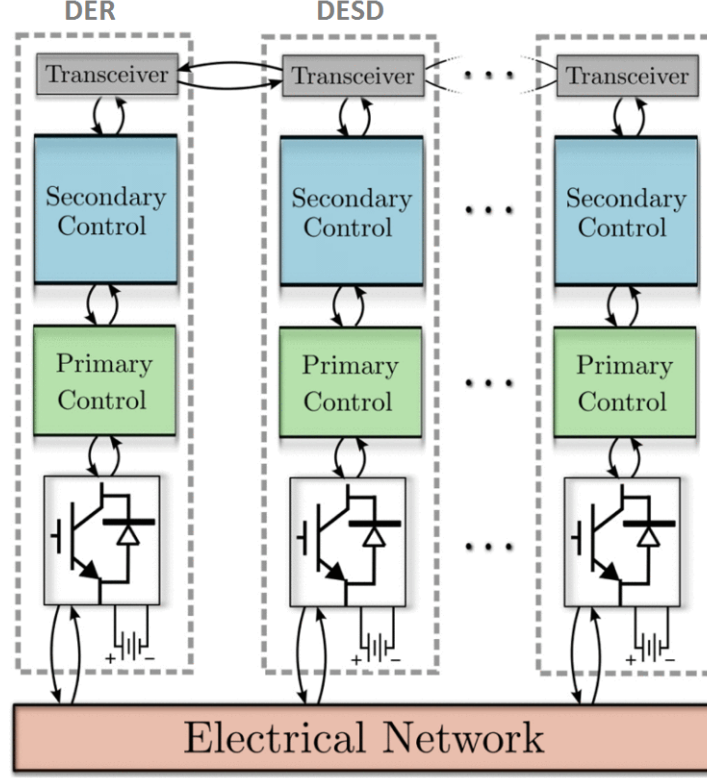 DER
DESD
Transceiver
Transceiver
...
Transceiver
Secondary
Control
Secondary
Control
...
Secondary
Control
Primary
Control
Primary
Control
...
Primary
Control
...
+ −
+ −
+ −
Electrical Network